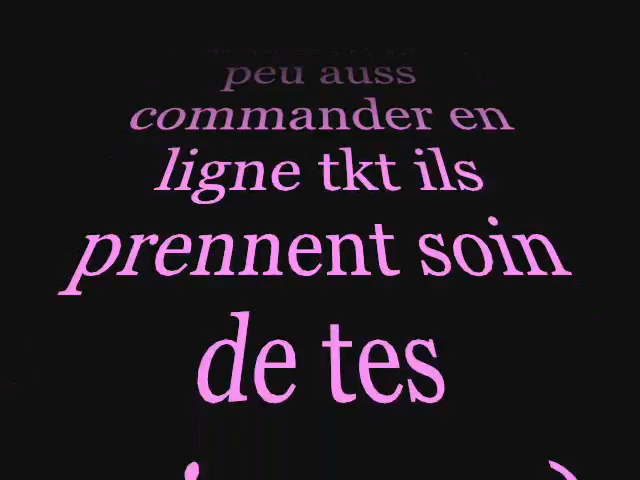 peu auss
commander en
ligne tkt ils
prennent soin
de tes